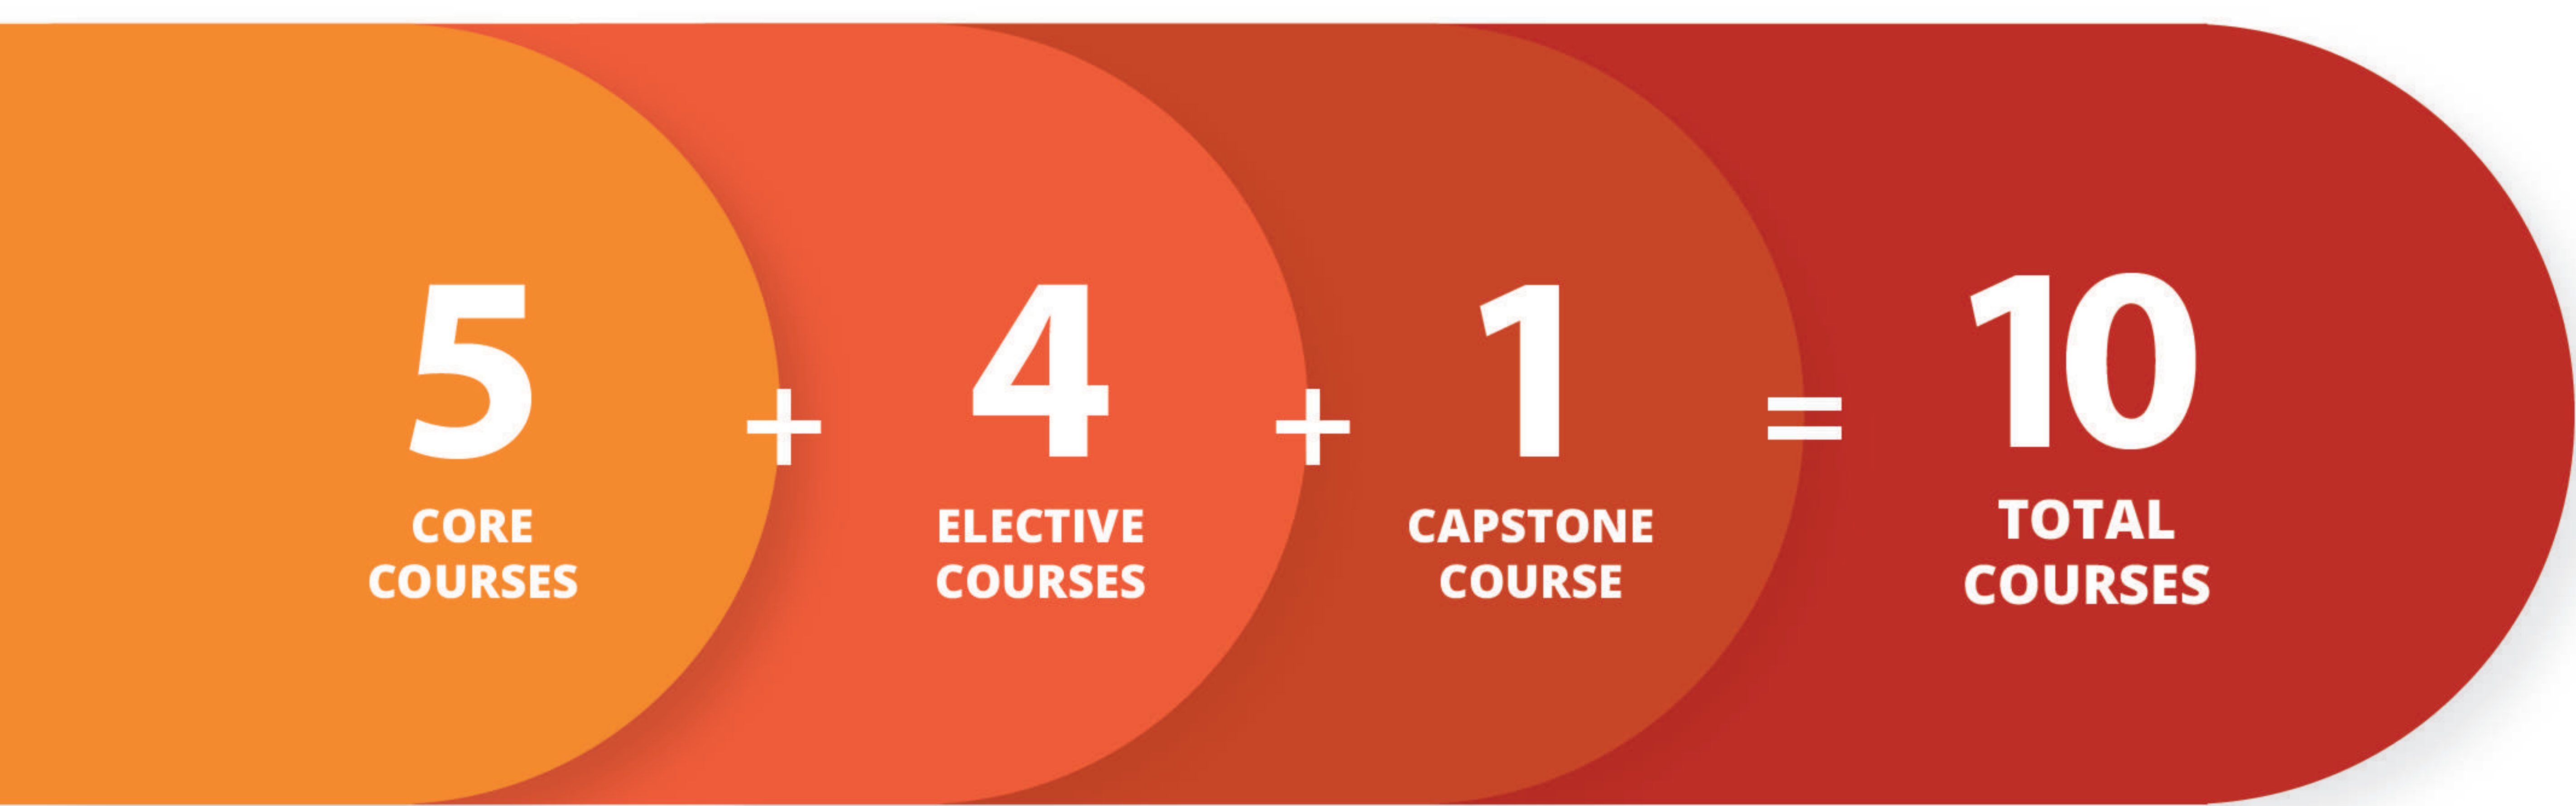 5
CORE
COURSES
+
4
ELECTIVE
COURSES
+
1
CAPSTONE
COURSE
=
10
TOTAL
COURSES